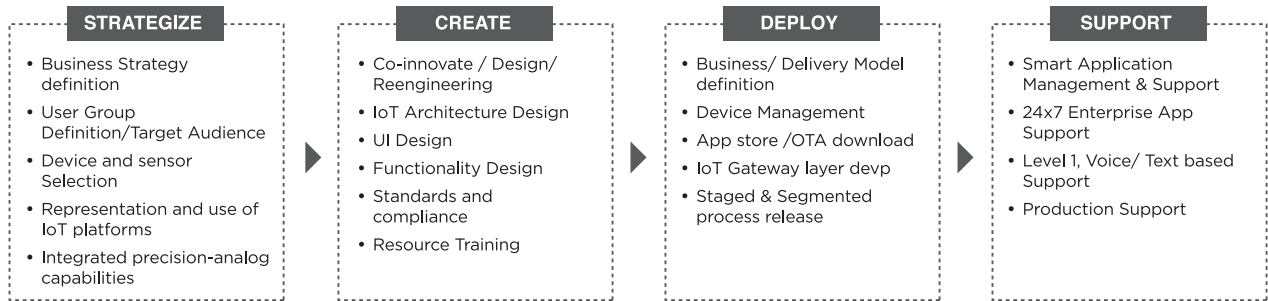 STRATEGIZE
• Business Strategy
definition
• User Group
Definition/Target Audience
• Device and sensor
Selection
• Representation and use of
IoT platforms
• Integrated precision-analog
capabilities
CREATE
• Co-innovate / Design/
Reengineering
• IoT Architecture Design
• UI Design
• Functionality Design
• Standards and
compliance
• Resource Training
DEPLOY
• Business/ Delivery Model
definition
• Device Management
• App store /OTA download
• IoT Gateway layer devp
• Staged & Segmented
process release
SUPPORT
• Smart Application
Management & Support
• 24x7 Enterprise App
Support
• Level 1, Voice/ Text based
Support
• Production Support